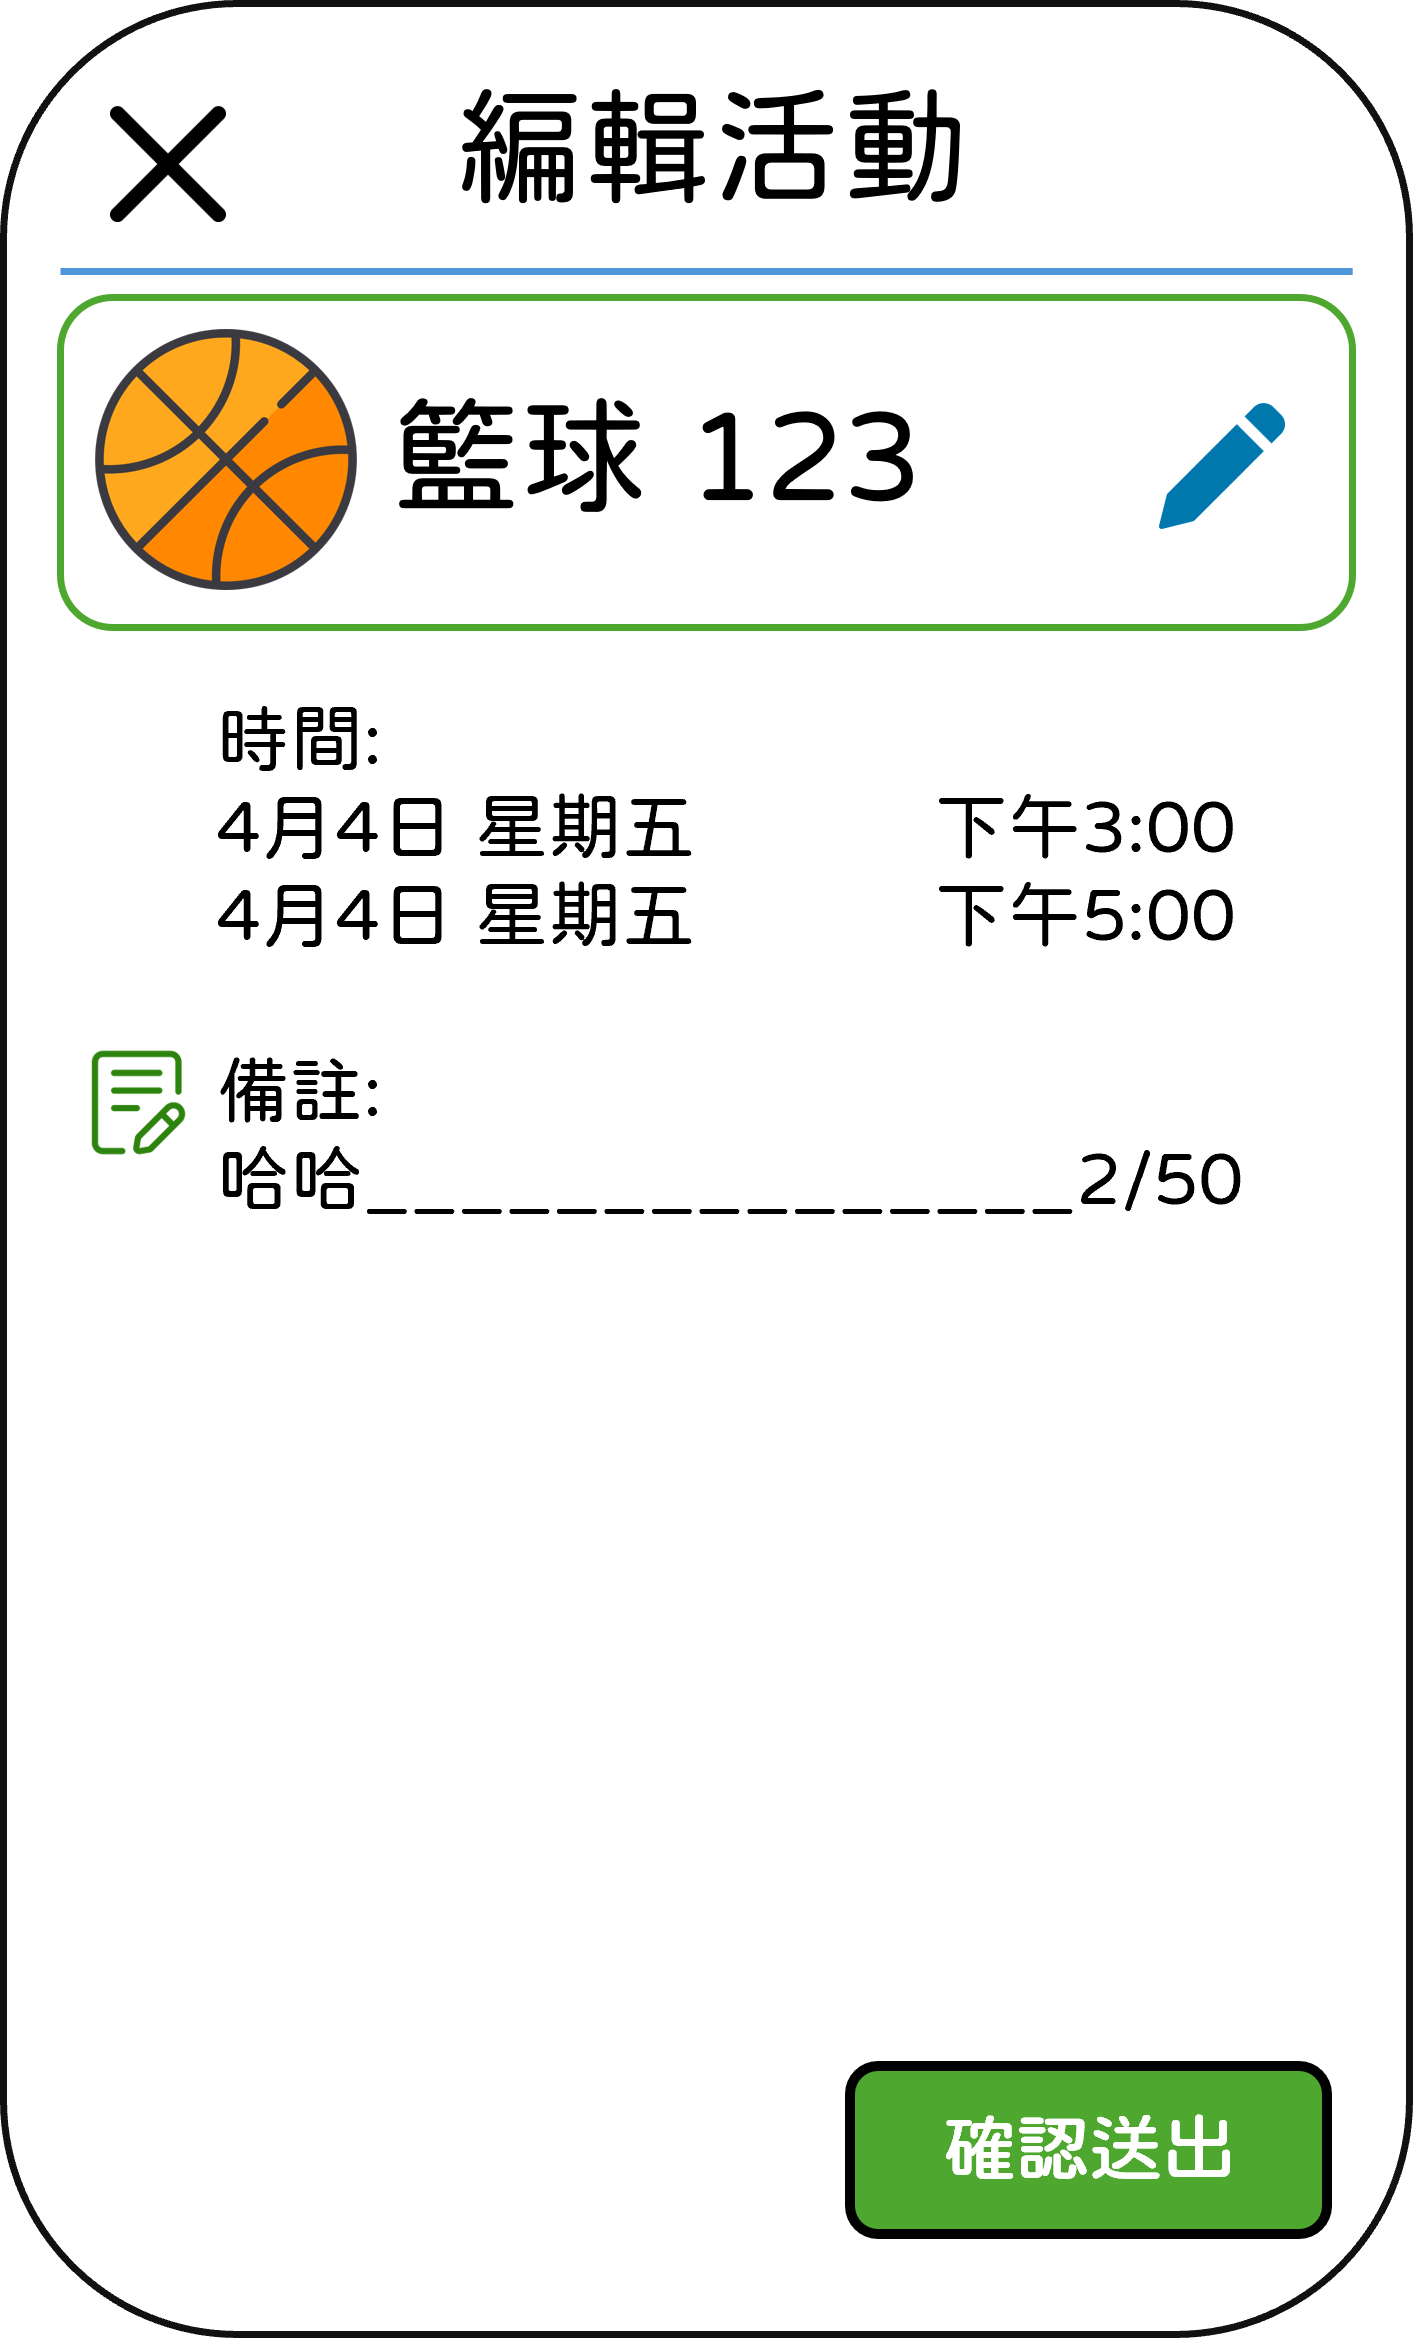 編輯活動
籃球 123
時間:
4月4日 星期五 下午3:00
4月4日 星期五 下午5:00
備註:
哈哈_______________2/50
確認送出